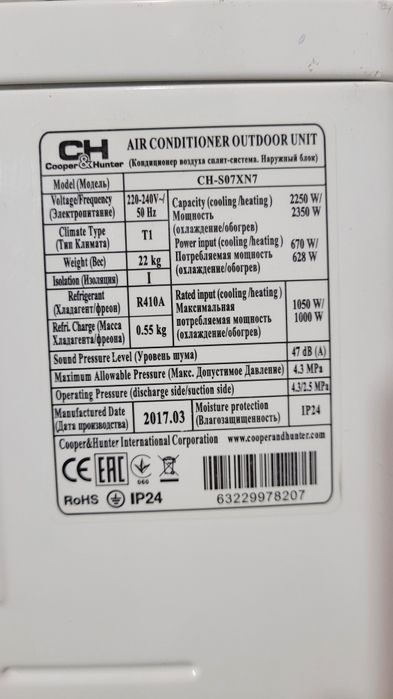 CH
Cooper&Hunter
AIR CONDITIONER OUTDOOR UNIT
(Кондиционер воздуха сплит-система. Наружный блок)
Model (Модель) CH-S07XN7
Voltage/Frequency 220-240V~/
(Электропитание) 50 Hz
Climate Type
(Тип Климата) T1
Weight (Вес) 22 kg
Isolation (Изоляция) I
Refrigerant
(Хладагент/фреон) R410A
Refri. Charge (Масса
Хладагента/фреона) 0.55 kg
Capacity (cooling/heating) 2250 W/
Мощность 2350 W
(охлаждение/обогрев)
Power input (cooling/heating) 670 W/
Потребляемая мощность 628 W
(охлаждение/обогрев)
Rated input (cooling/heating)
Максимальная 1050 W/
потребляемая мощность 1000 W
(охлаждение/обогрев)
Sound Pressure Level (Уровень шума) 47 dB (A)
Maximum Allowable Pressure (Макс. Допустимое Давление) 4.3 MPa
Operating Pressure (discharge side/suction side) 4.3/2.5 MPa
Manufactured Date
(Дата производства) 2017.03
Moisture protection
(Влагозащищенность) IP24
Cooper&Hunter International Corporation www.cooperandhunter.com
CE EAC
060
RoHS IP24
63229978207